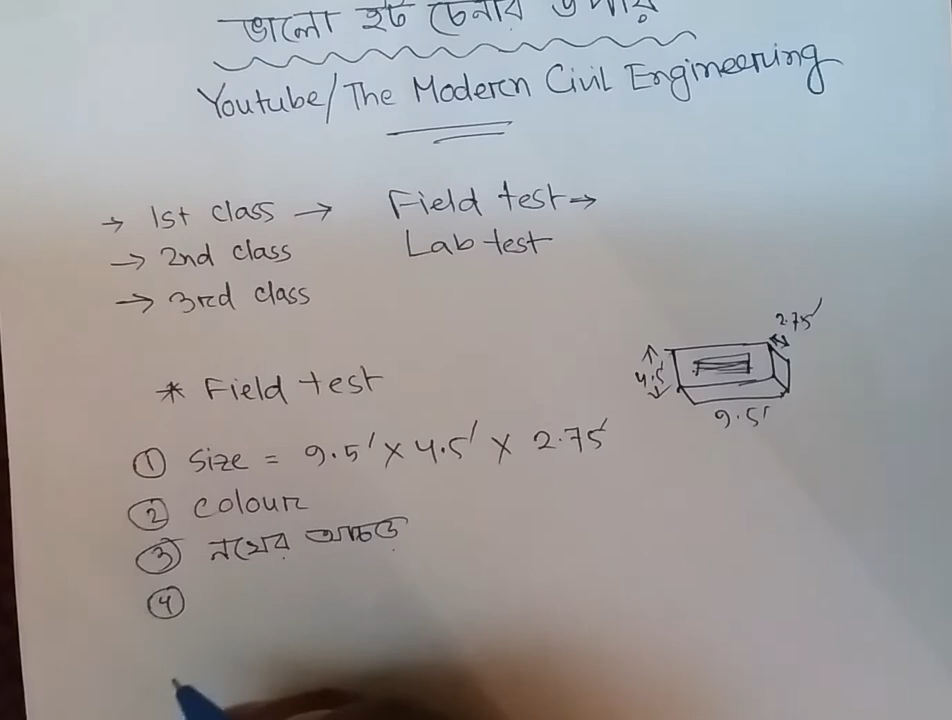 ভালো ইট চেনার উপায়
Youtube/The Modern Civil Engineering
→ 1st class → Field test →
→ 2nd class Lab test
→ 3rd class
2.75'
4.5'
9.5'
* Field test
① Size = 9.5' x 4.5' x 2.75'
② colour
③ নখের আচড়
④